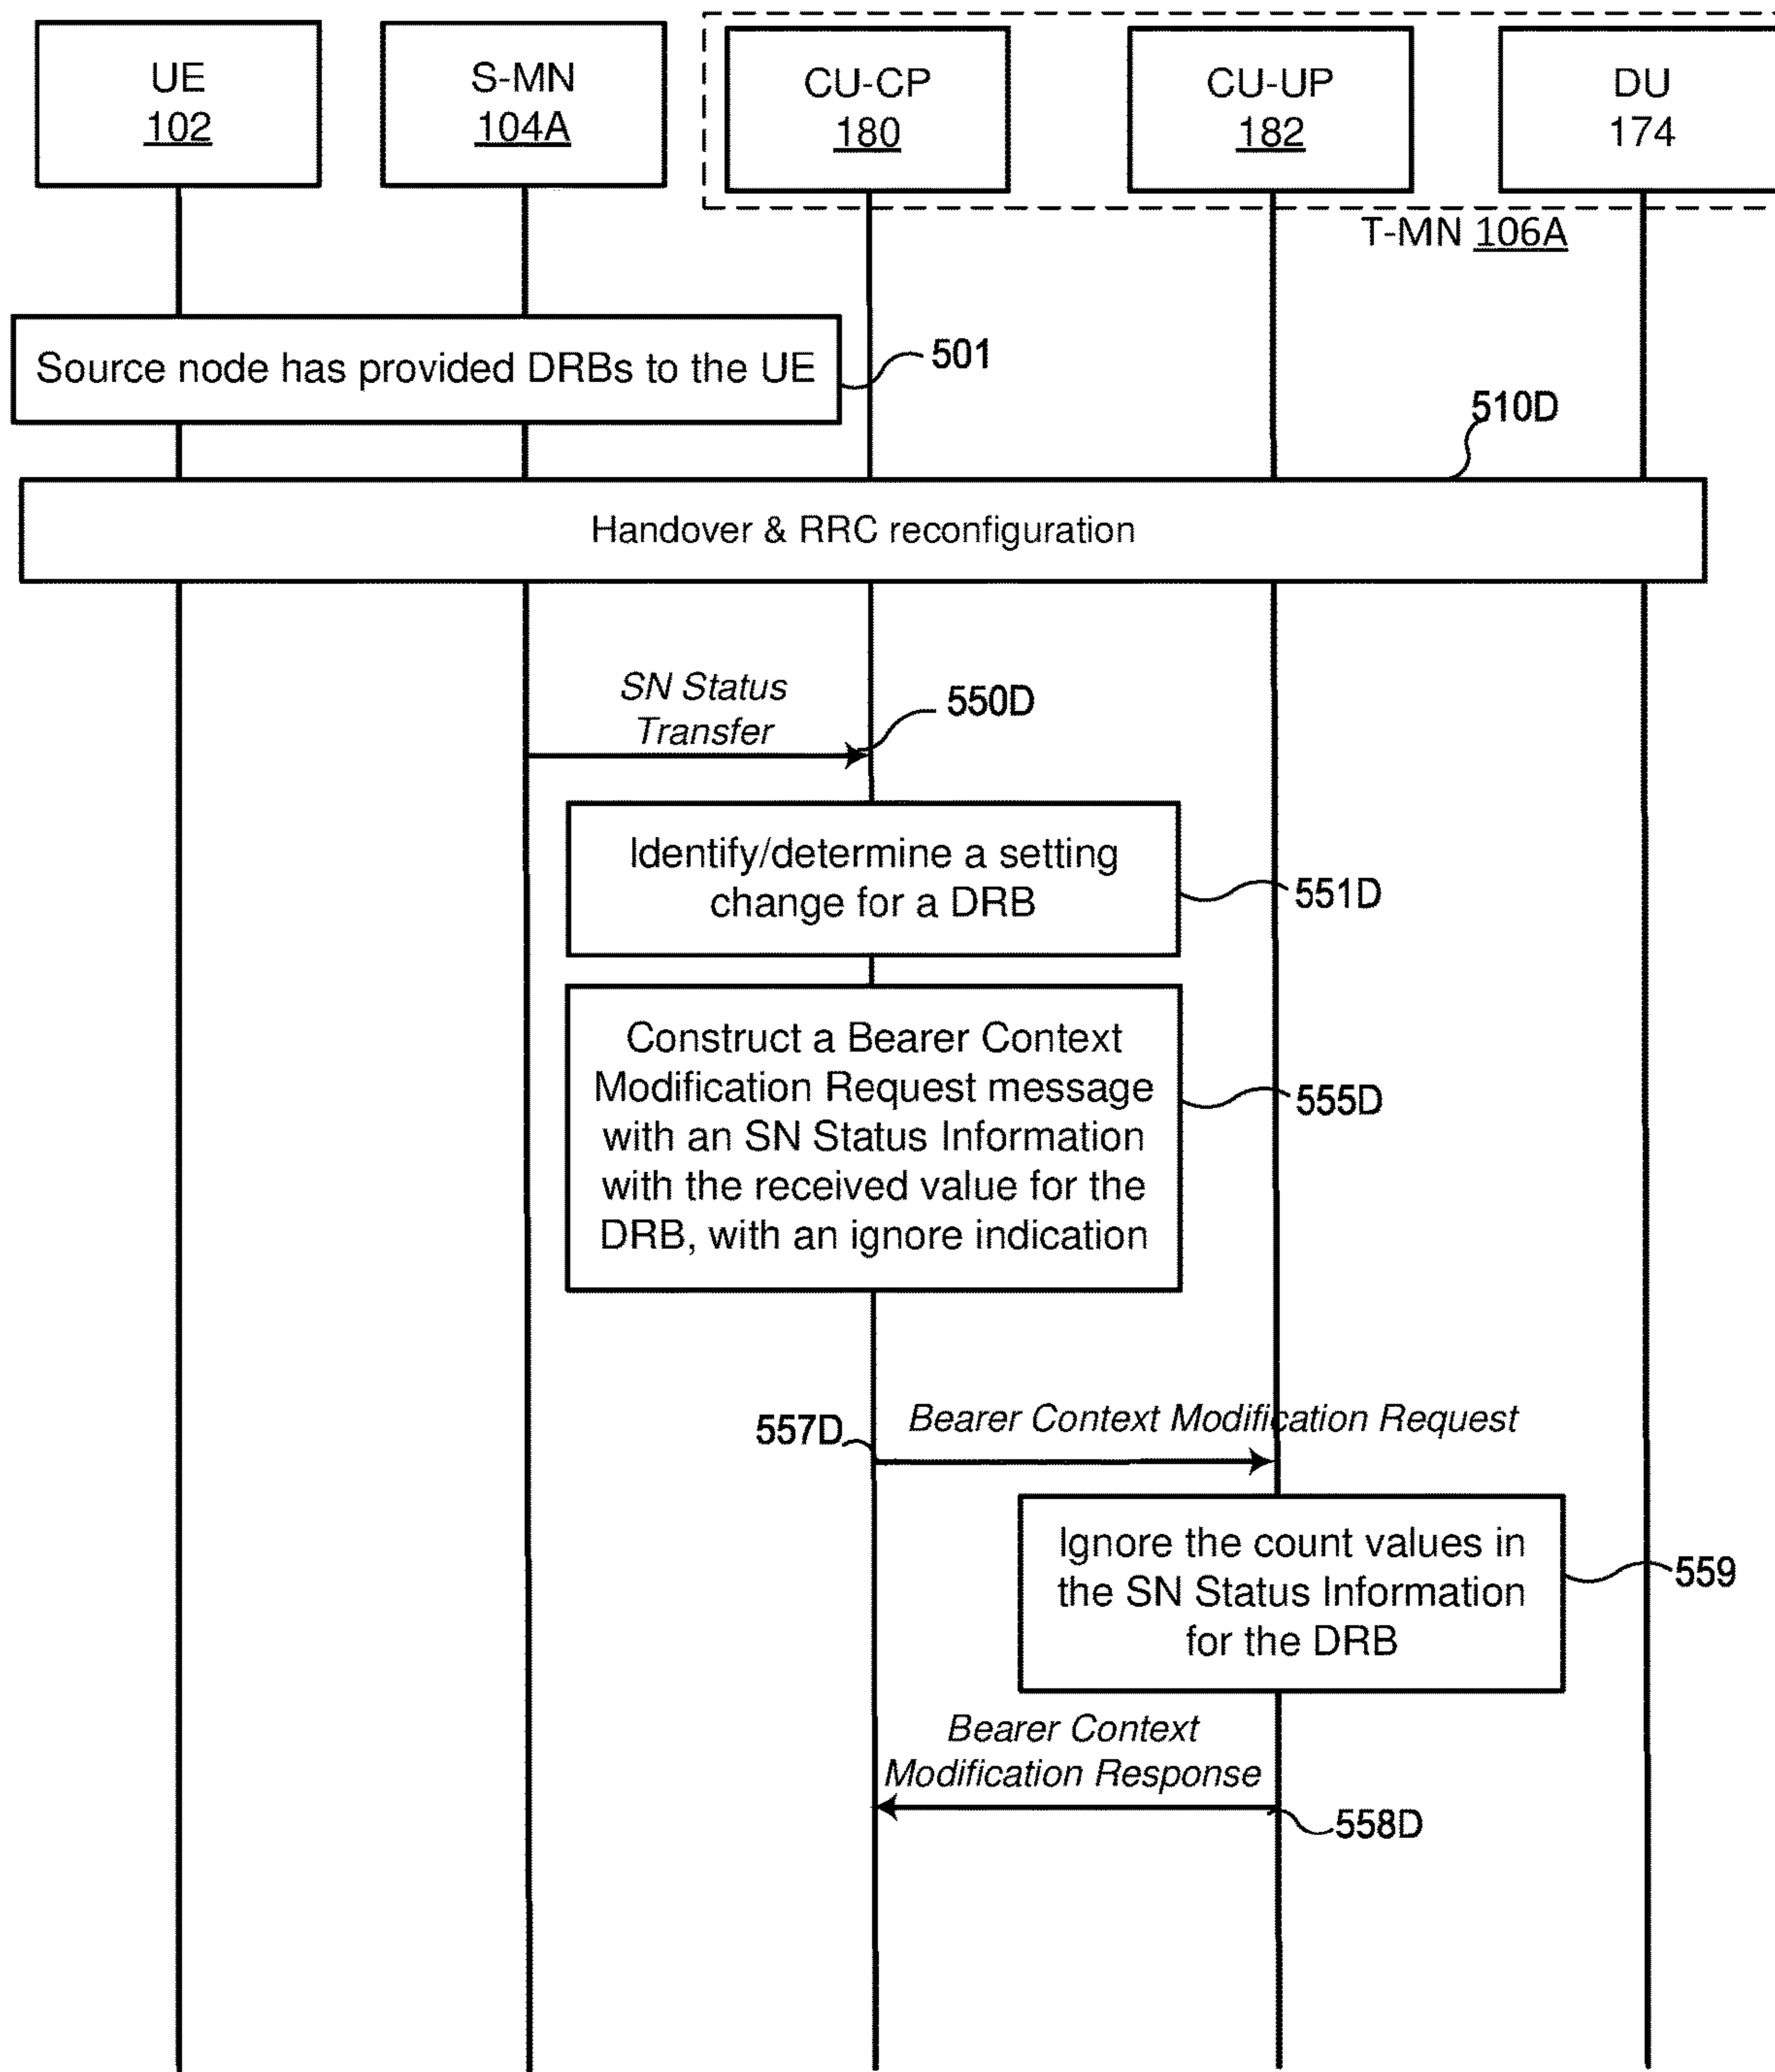 UE
102
S-MN
104A
CU-CP
180
CU-UP
182
DU
174
T-MN 106A
Source node has provided DRBs to the UE
501
510D
Handover & RRC reconfiguration
SN Status
Transfer
550D
Identify/determine a setting
change for a DRB
551D
Construct a Bearer Context
Modification Request message
with an SN Status Information
with the received value for the
DRB, with an ignore indication
555D
557D
Bearer Context Modification Request
Ignore the count values in
the SN Status Information
for the DRB
559
Bearer Context
Modification Response
558D